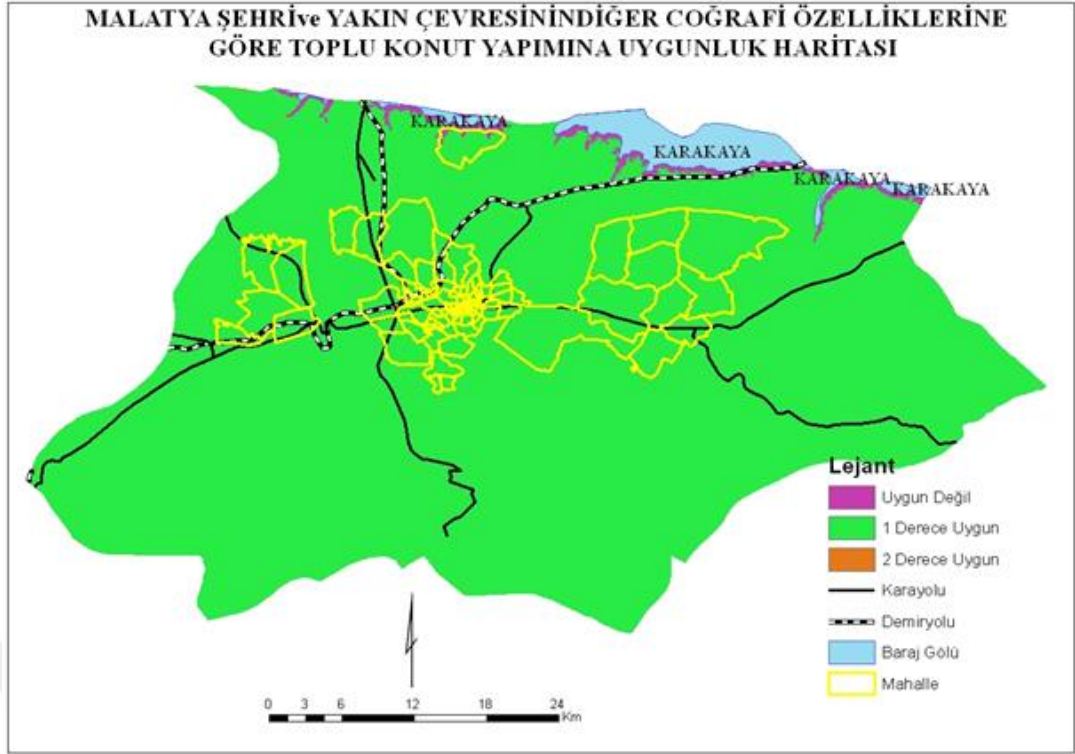 MALATYA ŞEHRİve YAKIN ÇEVRESİNİNDİĞER COĞRAFİ ÖZELLİKLERİNE
GÖRE TOPLU KONUT YAPIMINA UYGUNLUK HARİTASI
KARAKAYA
KARAKAYA
KARAKAYA
KARAKAYA
Lejant
Uygun Değil
1 Derece Uygun
2 Derece Uygun
Karayolu
Demiryolu
Baraj Gölü
Mahalle
0 3 6 12 18 24
Km